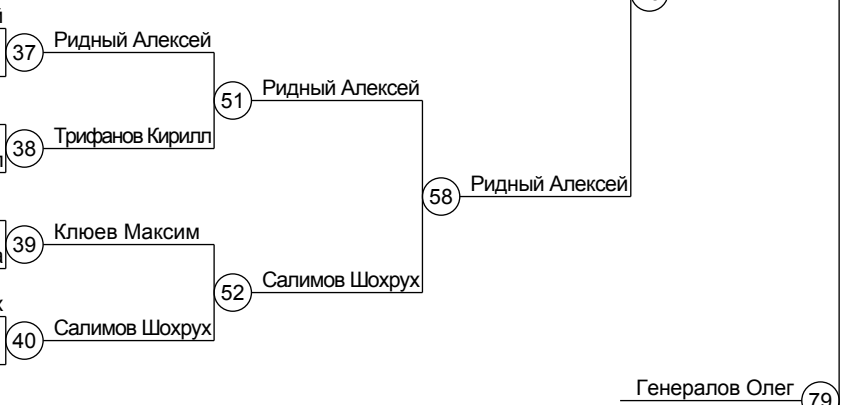 37
Ридный Алексей
51
Ридный Алексей
38
Трифанов Кирилл
58
Ридный Алексей
39
Клюев Максим
52
Салимов Шохрух
40
Салимов Шохрух
Генералов Олег
79